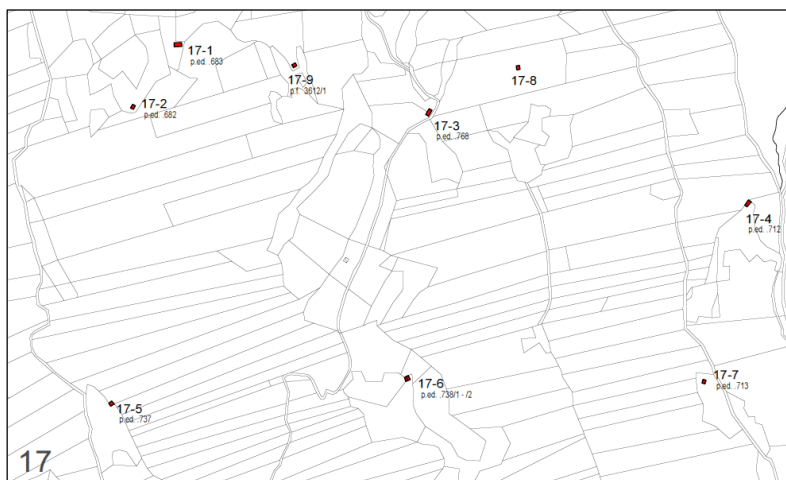 17-1
p.ed. .683
17-9
p.f. 3612/1
17-8
17-2
p.ed. .682
17-3
p.ed. .768
17-4
p.ed. .712
17-7
p.ed. .713
17-6
p.ed. .738/1 - /2
17-5
p.ed. .737
17